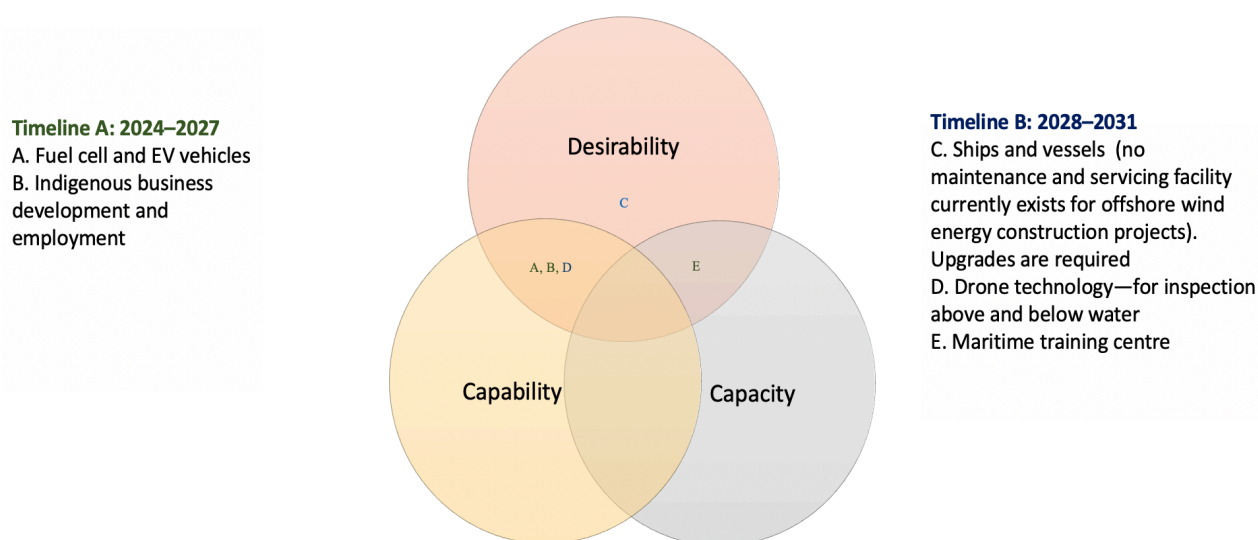 Timeline A: 2024–2027
A. Fuel cell and EV vehicles
B. Indigenous business
development and
employment
Desirability
C
A, B, D
E
Capability
Capacity
Timeline B: 2028–2031
C. Ships and vessels (no
maintenance and servicing facility
currently exists for offshore wind
energy construction projects).
Upgrades are required
D. Drone technology—for inspection
above and below water
E. Maritime training centre